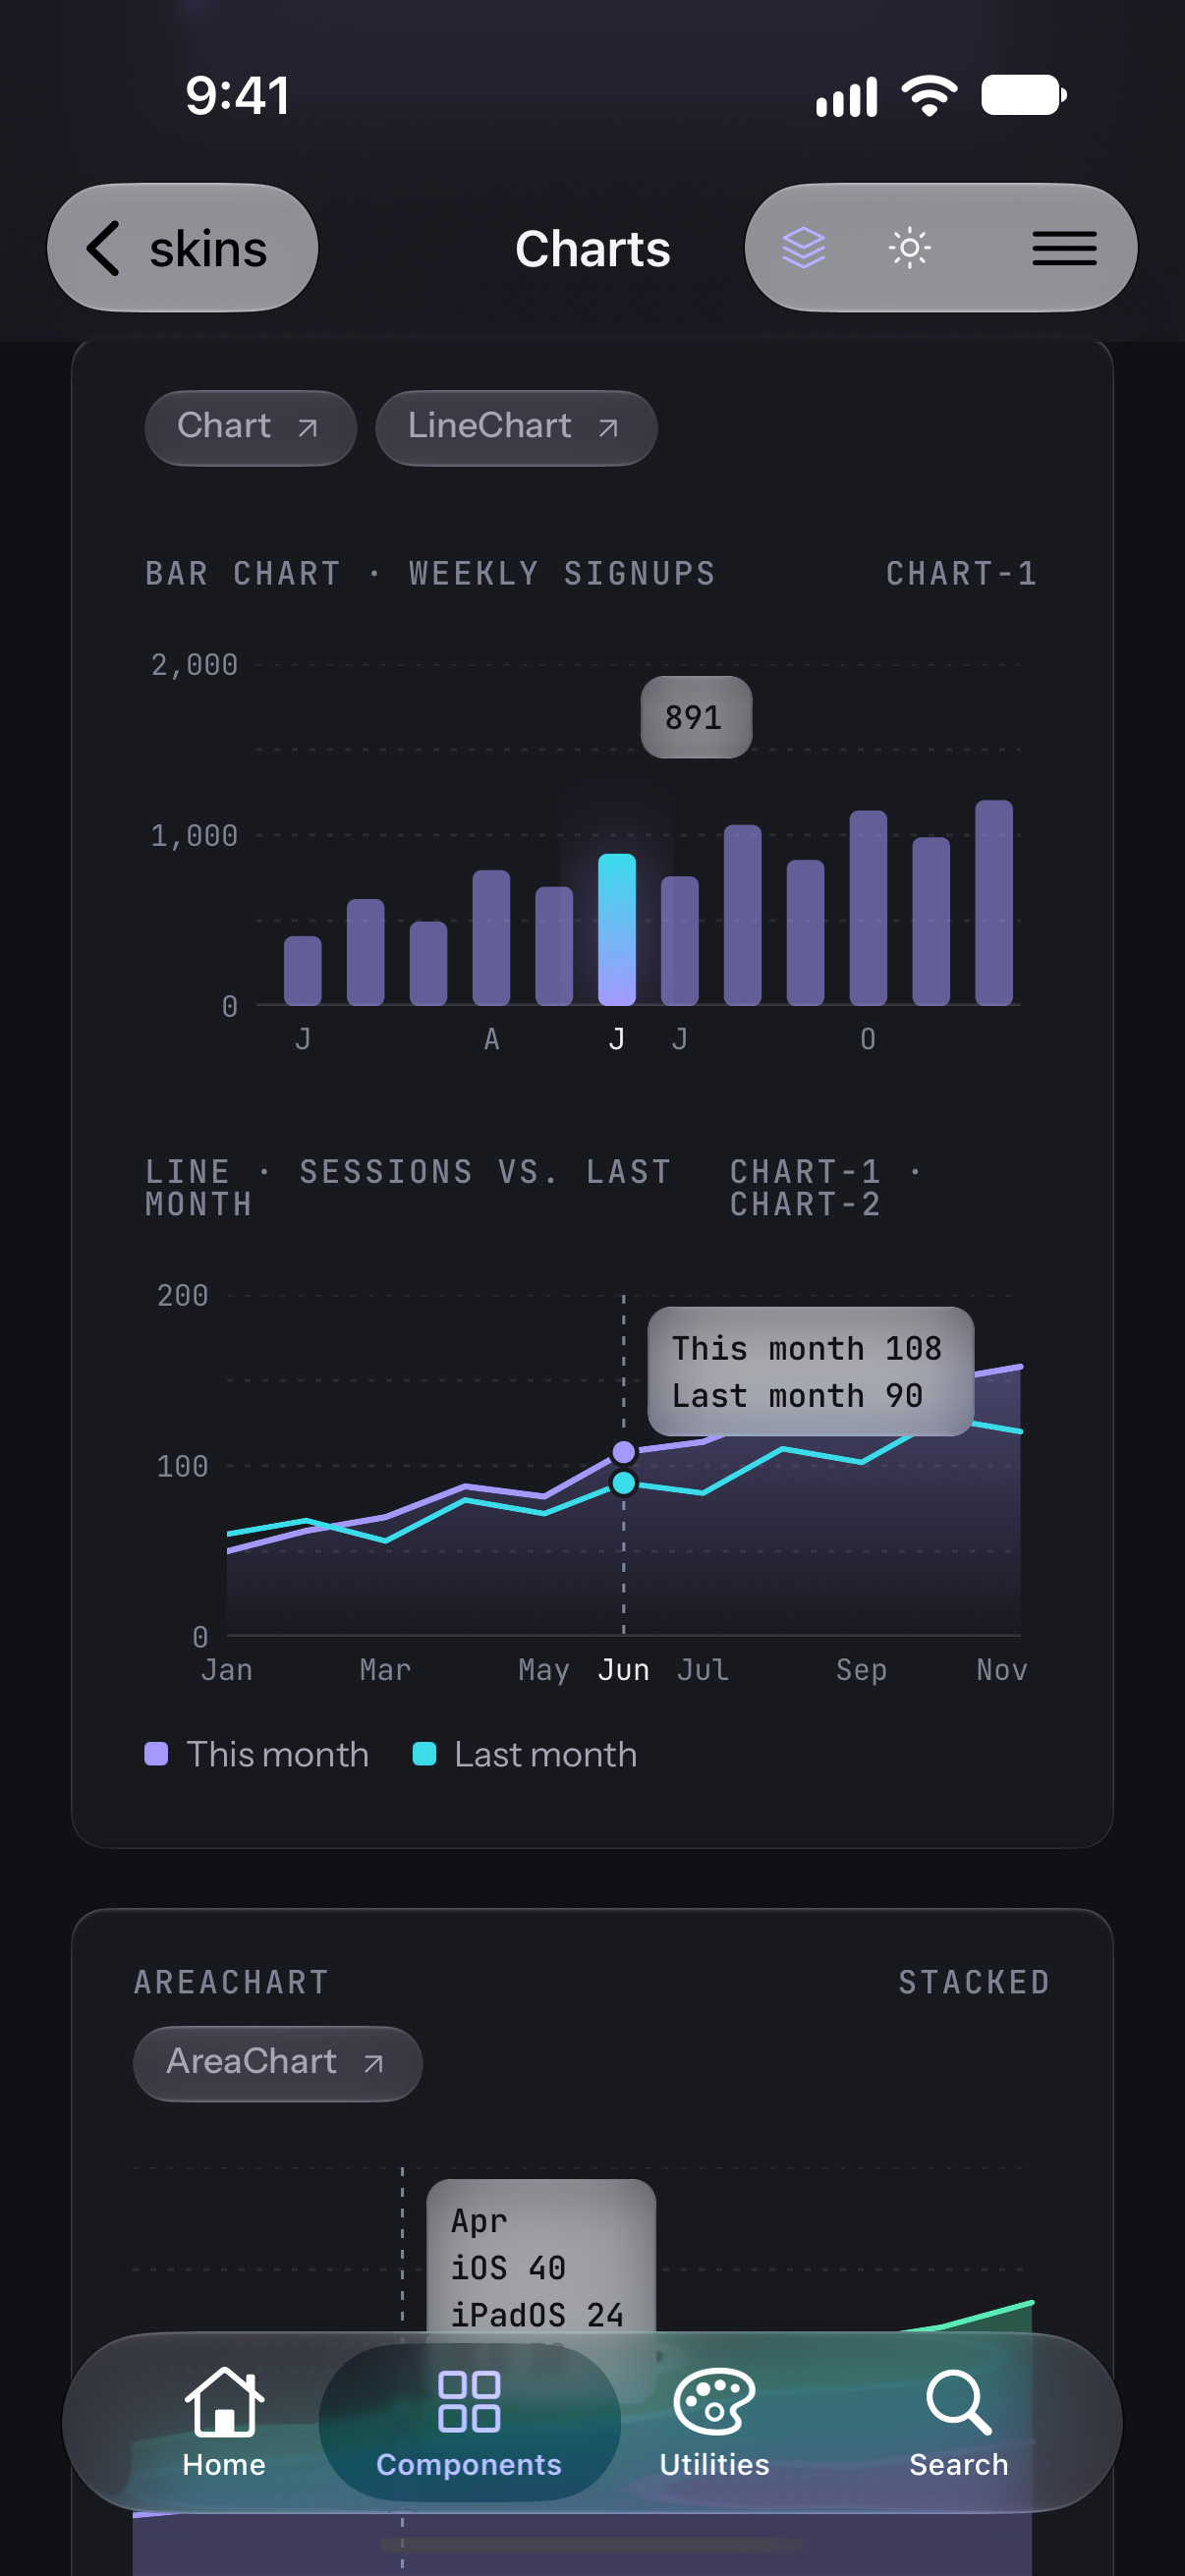 9:41
skins
Charts
Chart
LineChart
BAR CHART · WEEKLY SIGNUPS
CHART-1
2,000
891
1,000
0
J A J J O
LINE · SESSIONS VS. LAST
MONTH
CHART-1 ·
CHART-2
200
This month 108
Last month 90
100
0
Jan Mar May Jun Jul Sep Nov
This month
Last month
AREACHART
STACKED
AreaChart
Apr
iOS 40
iPadOS 24
Home
Components
Utilities
Search